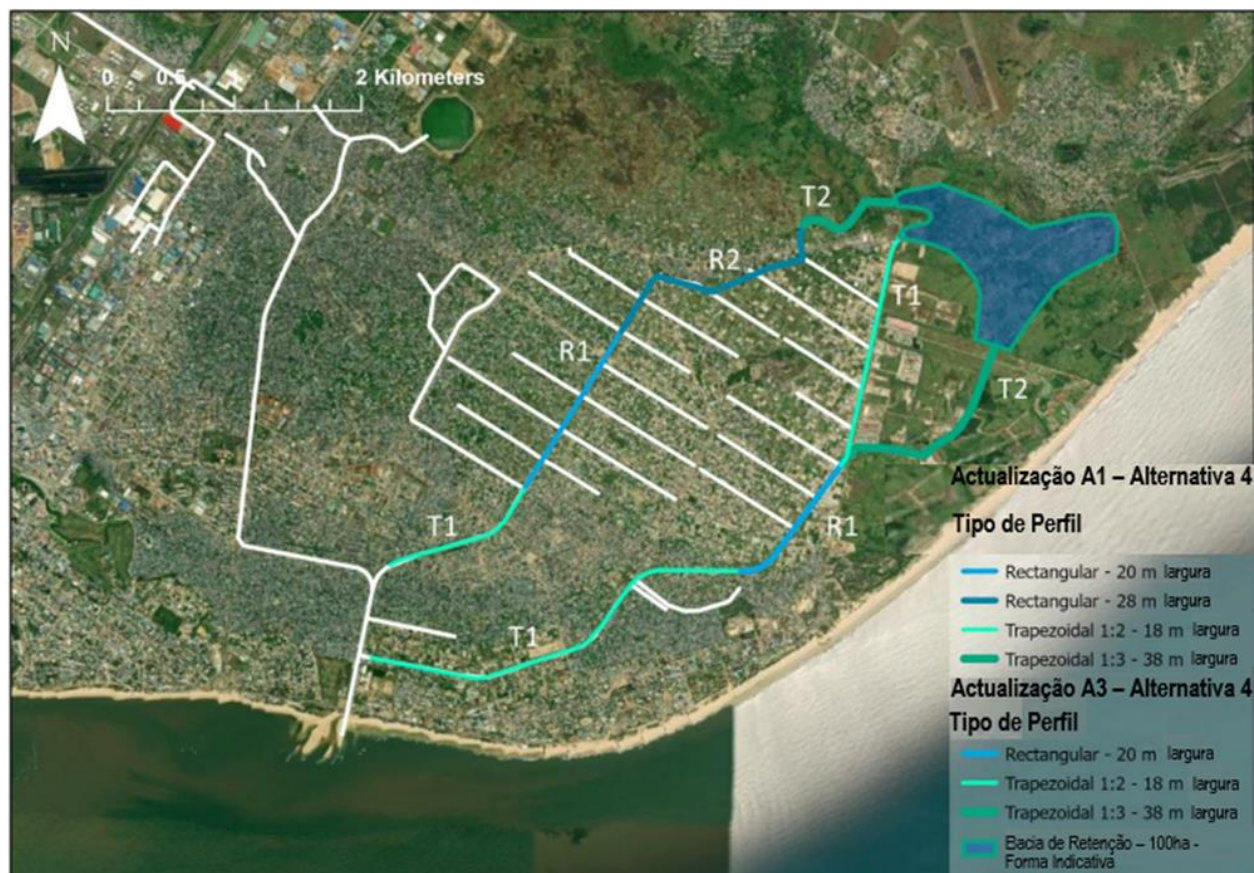 N
0 0.5 1 2 Kilometers
T2
R2
T1
R1
T2
T1
R1
T1
Actualização A1 – Alternativa 4
Tipo de Perfil
Rectangular - 20 m largura
Rectangular - 28 m largura
Trapezoidal 1:2 - 18 m largura
Trapezoidal 1:3 - 38 m largura
Actualização A3 – Alternativa 4
Tipo de Perfil
Rectangular - 20 m largura
Trapezoidal 1:2 - 18 m largura
Trapezoidal 1:3 - 38 m largura
Bacia de Retenção – 100ha -
Forma Indicativa